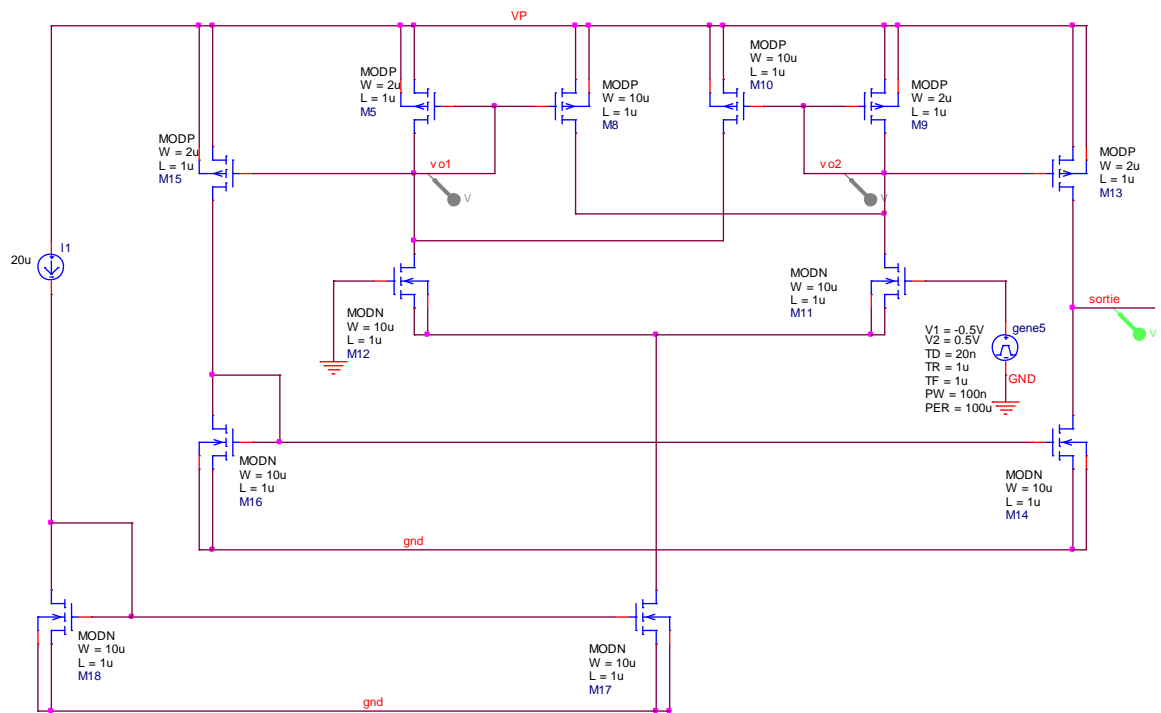 VP
MODP
W = 10u
L = 1u
M10
MODP
W = 2u
L = 1u
M5
MODP
W = 10u
L = 1u
M8
MODP
W = 2u
L = 1u
M9
MODP
W = 2u
L = 1u
M15
vo1
V
vo2
V
MODP
W = 2u
L = 1u
M13
I1
20u
MODN
W = 10u
L = 1u
M12
MODN
W = 10u
L = 1u
M11
sortie
V
V1 = -0.5V
V2 = 0.5V
TD = 20n
TR = 1u
TF = 1u
PW = 100n
PER = 100u
gene5
GND
MODN
W = 10u
L = 1u
M16
MODN
W = 10u
L = 1u
M14
gnd
MODN
W = 10u
L = 1u
M18
MODN
W = 10u
L = 1u
M17
gnd